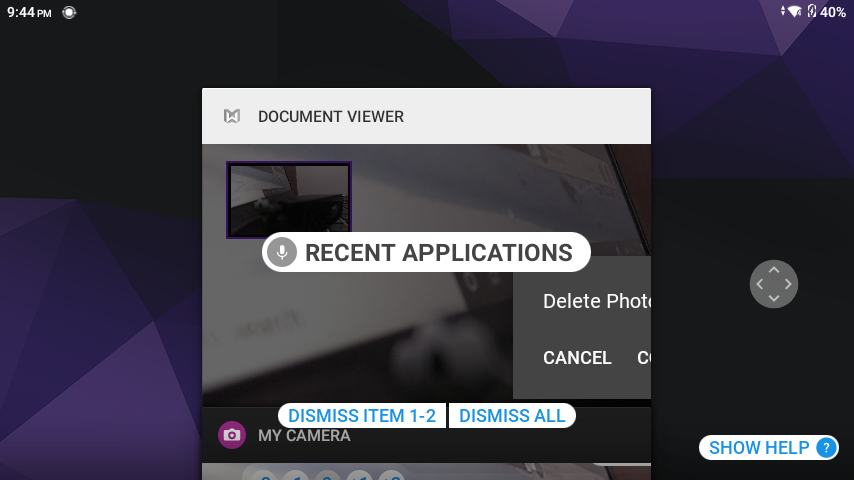 9:44 PM
40%
DOCUMENT VIEWER
RECENT APPLICATIONS
Delete Photo
CANCEL
DISMISS ITEM 1-2 DISMISS ALL
MY CAMERA
SHOW HELP ?